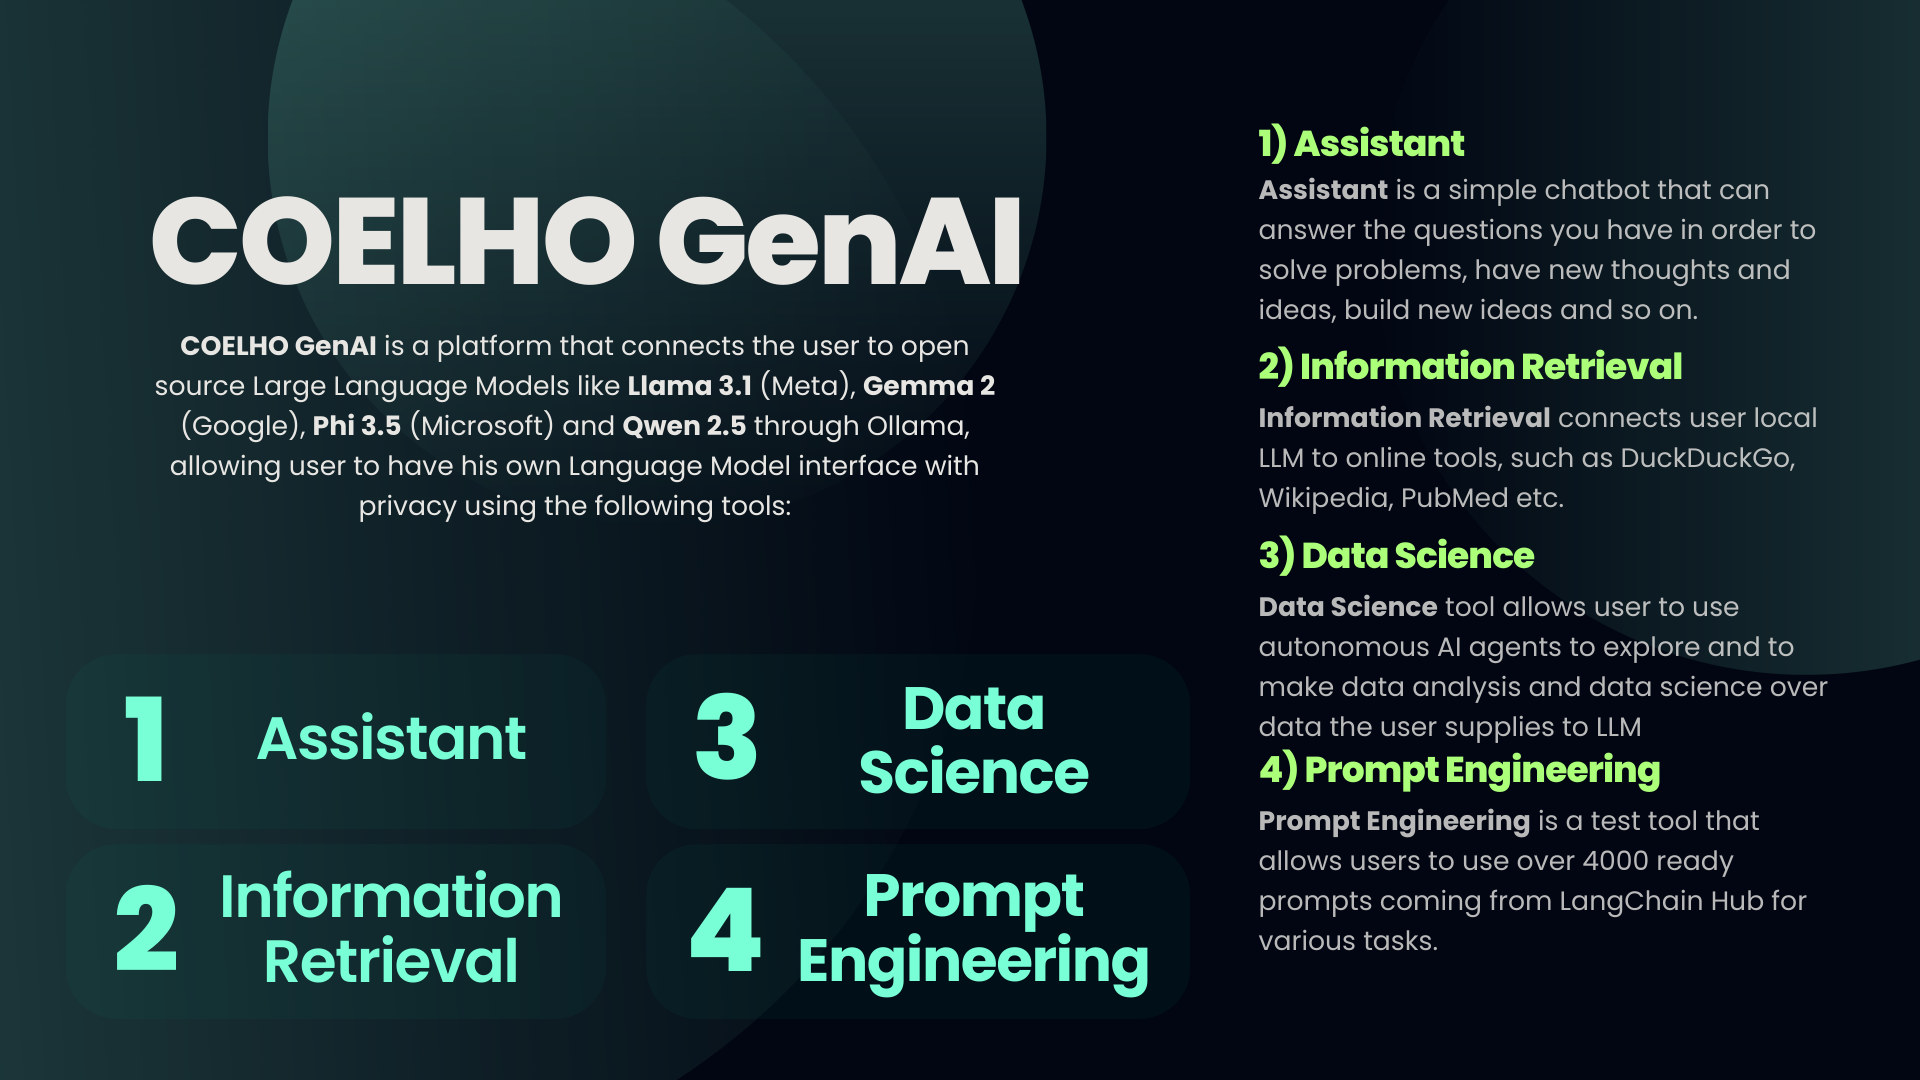 COELHO GenAI
COELHO GenAI is a platform that connects the user to open
source Large Language Models like Llama 3.1 (Meta), Gemma 2
(Google), Phi 3.5 (Microsoft) and Qwen 2.5 through Ollama,
allowing user to have his own Language Model interface with
privacy using the following tools:
1
Assistant
2
Information
Retrieval
3
Data
Science
4
Prompt
Engineering
1) Assistant
Assistant is a simple chatbot that can
answer the questions you have in order to
solve problems, have new thoughts and
ideas, build new ideas and so on.
2) Information Retrieval
Information Retrieval connects user local
LLM to online tools, such as DuckDuckGo,
Wikipedia, PubMed etc.
3) Data Science
Data Science tool allows user to use
autonomous AI agents to explore and to
make data analysis and data science over
data the user supplies to LLM
4) Prompt Engineering
Prompt Engineering is a test tool that
allows users to use over 4000 ready
prompts coming from LangChain Hub for
various tasks.